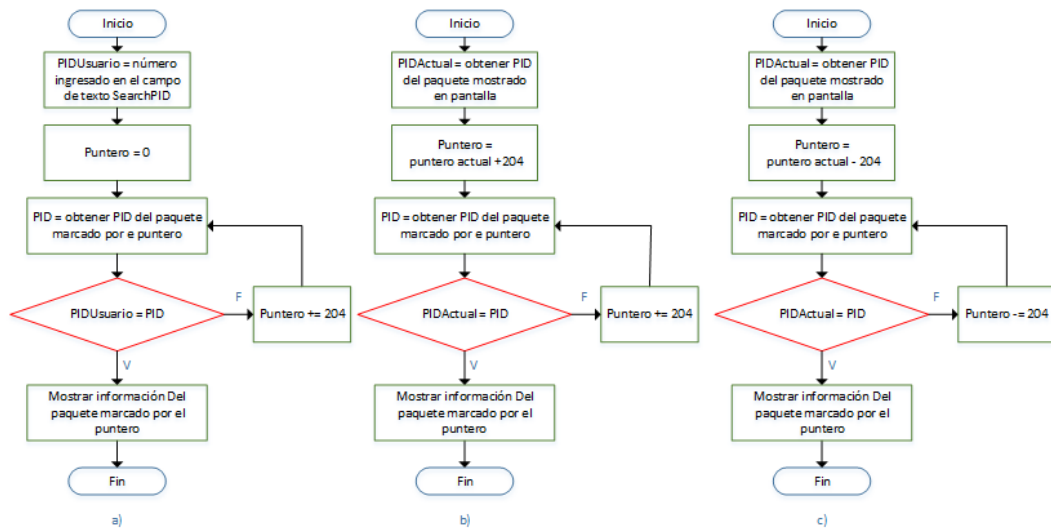 Inicio
PIDUsuario = número
ingresado en el campo
de texto SearchPID
Puntero = 0
PID = obtener PID del paquete
marcado por e puntero
PIDUsuario = PID
F
Puntero += 204
V
Mostrar información Del
paquete marcado por el
puntero
Fin
a)
Inicio
PIDActual = obtener PID
del paquete mostrado
en pantalla
Puntero =
puntero actual +204
PID = obtener PID del paquete
marcado por e puntero
PIDActual = PID
F
Puntero += 204
V
Mostrar información Del
paquete marcado por el
puntero
Fin
b)
Inicio
PIDActual = obtener PID
del paquete mostrado
en pantalla
Puntero =
puntero actual - 204
PID = obtener PID del paquete
marcado por e puntero
PIDActual = PID
F
Puntero -= 204
V
Mostrar información Del
paquete marcado por el
puntero
Fin
c)